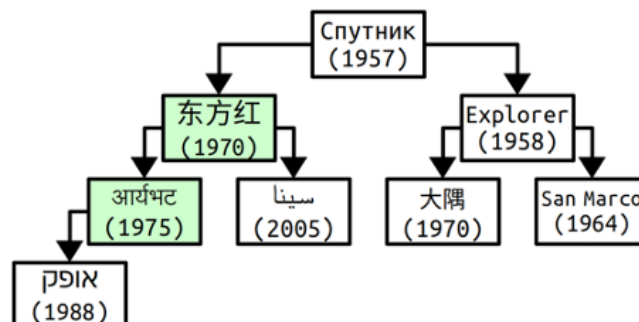 Спутник
(1957)
东方红
(1970)
Explorer
(1958)
आर्यभट
(1975)
سينا
(2005)
大隅
(1970)
San Marco
(1964)
אופק
(1988)